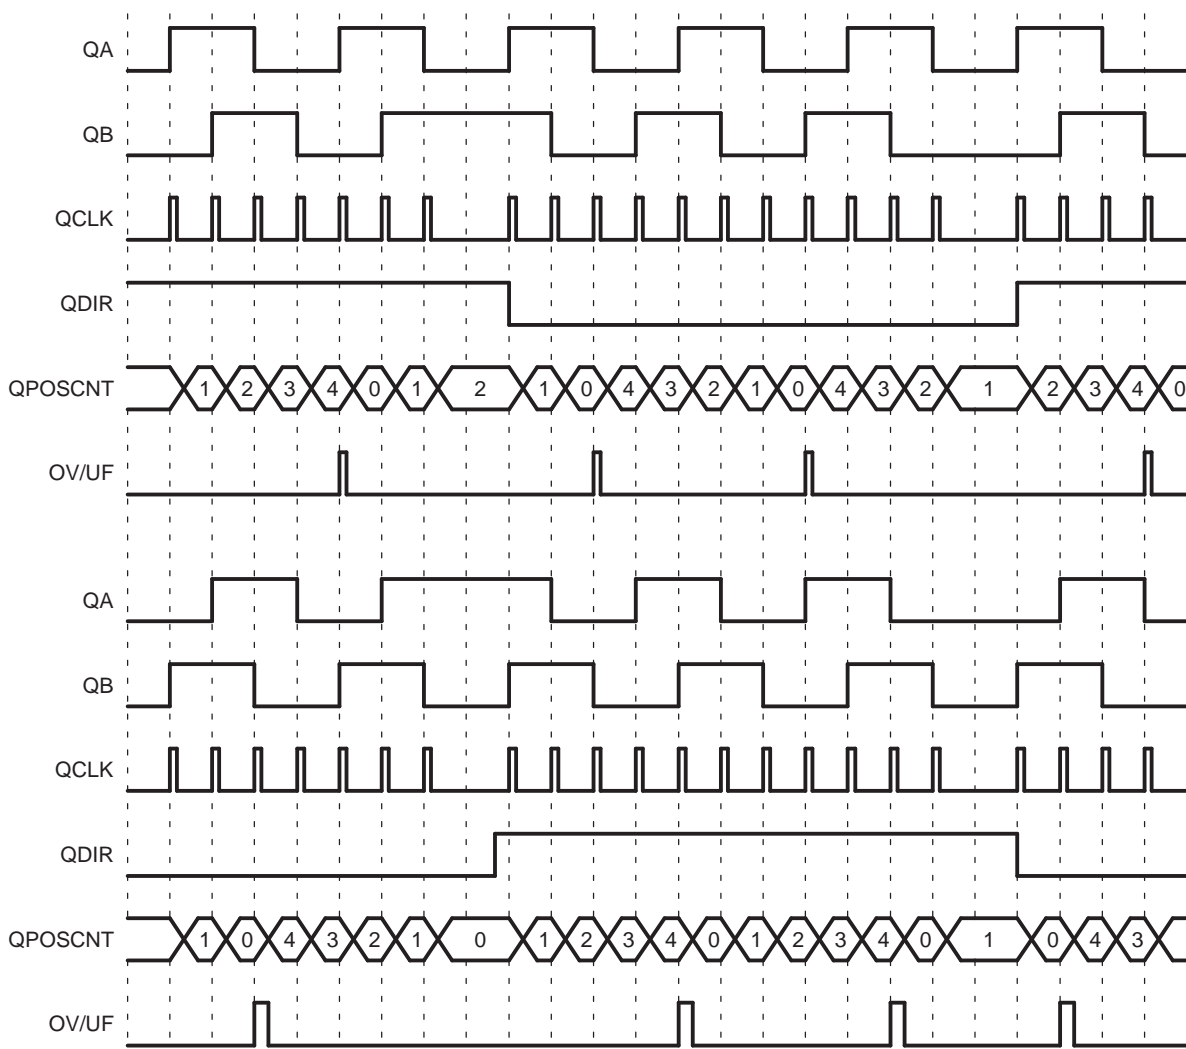 QA
QB
QCLK
QDIR
QPOSCNT 1 2 3 4 0 1 2 1 0 4 3 2 1 0 4 3 2 1 2 3 4 0
OV/UF
QA
QB
QCLK
QDIR
QPOSCNT 1 0 4 3 2 1 0 1 2 3 4 0 1 2 3 4 0 1 0 4 3
OV/UF